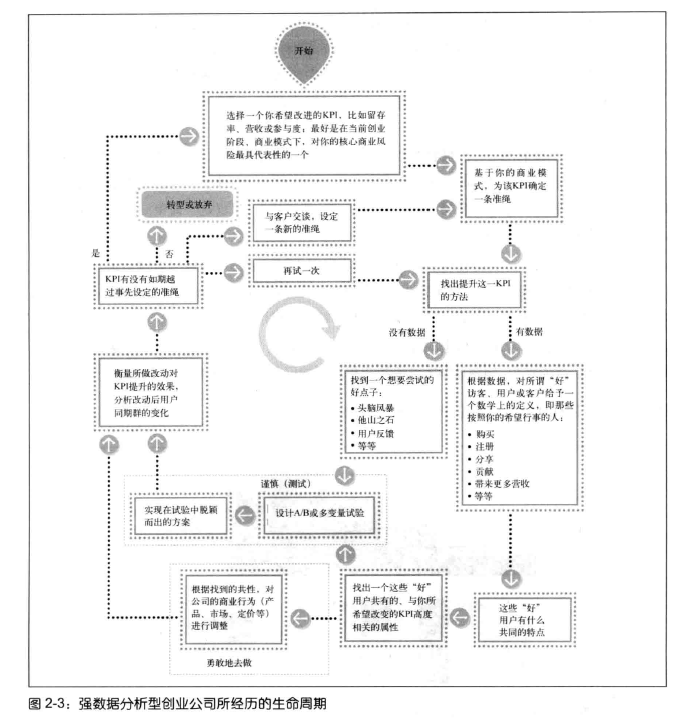 开始
选择一个你希望改进的KPI，比如留存
率、营收或参与度；最好是在当前创业
阶段、商业模式下，对你的核心商业风
险最具代表性的一个
基于你的商业模
式，为该KPI确定
一条准绳
转型或放弃
与客户交谈，设定
一条新的准绳
是
否
再试一次
KPI有没有如期越
过事先设定的准绳
找出提升这一KPI
的方法
没有数据
有数据
衡量所做改动对
KPI提升的效果，
分析改动后用户
同期群的变化
找到一个想要尝试的
好点子：
• 头脑风暴
• 他山之石
• 用户反馈
• 等等
根据数据，对所谓“好”
访客、用户或客户给予一
个数学上的定义，即那些
按照你的希望行事的人：
• 购买
• 注册
• 分享
• 贡献
• 带来更多营收
• 等等
谨慎（测试）
实现在试验中脱颖
而出的方案
设计A/B或多变量试验
根据找到的共性，对
公司的商业行为（产
品、市场、定价等）
进行调整
找出一个这些“好”
用户共有的、与你所
希望改变的KPI高度
相关的属性
这些“好”
用户有什么
共同的特点
勇敢地去做
图 2-3：强数据分析型创业公司所经历的生命周期